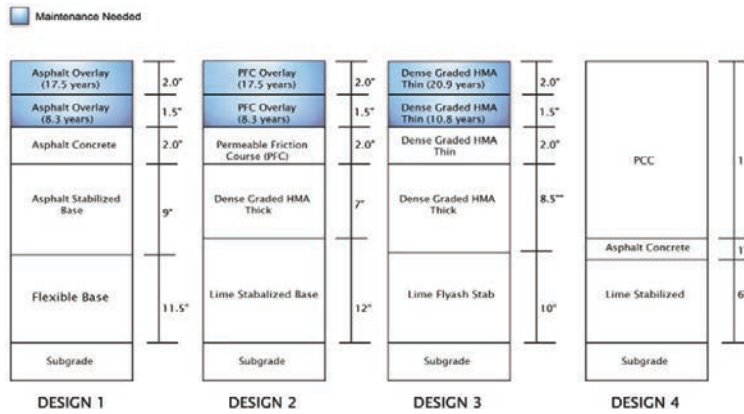 Maintenance Needed
Asphalt Overlay
(17.5 years)
2.0"
Asphalt Overlay
(8.3 years)
1.5"
Asphalt Concrete
2.0"
Asphalt Stabilized
Base
9"
Flexible Base
11.5"
Subgrade
DESIGN 1
PFC Overlay
(17.5 years)
2.0"
PFC Overlay
(8.3 years)
1.5"
Permeable Friction
Course (PFC)
2.0"
Dense Graded HMA
Thick
7"
Lime Stabalized Base
12"
Subgrade
DESIGN 2
Dense Graded HMA
Thin (20.9 years)
2.0"
Dense Graded HMA
Thin (10.8 years)
1.5"
Dense Graded HMA
Thin
2.0"
Dense Graded HMA
Thick
8.5""
Lime Flyash Stab
10"
Subgrade
DESIGN 3
PCC
Asphalt Concrete
Lime Stabilized
Subgrade
DESIGN 4